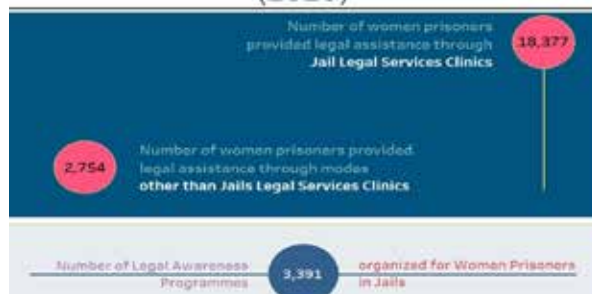 Number of women prisoners
provided legal assistance through
Jail Legal Services Clinics
18,377
2,754
Number of women prisoners provided
legal assistance through modes
other than Jails Legal Services Clinics
Number of Legal Awareness
Programmes
3,391
organized for Women Prisoners
in Jails